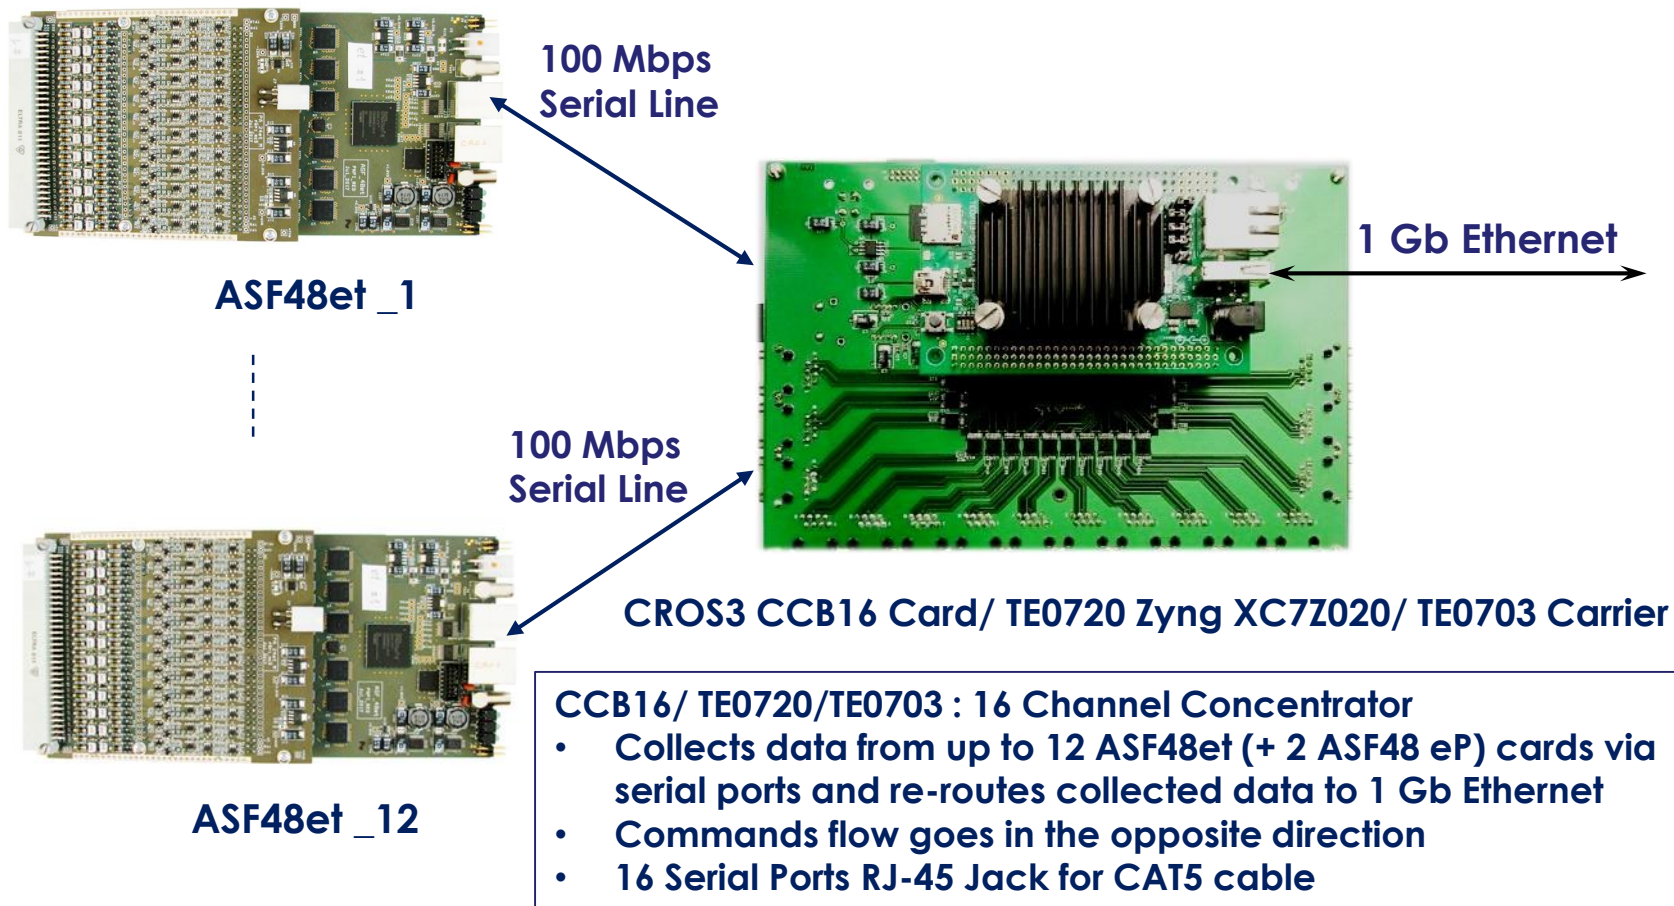 100 Mbps
Serial Line
1 Gb Ethernet
ASF48et _1
100 Mbps
Serial Line
CROS3 CCB16 Card/ TE0720 Zyng XC7Z020/ TE0703 Carrier
ASF48et _12
CCB16/ TE0720/TE0703 : 16 Channel Concentrator
• Collects data from up to 12 ASF48et (+ 2 ASF48 eP) cards via
serial ports and re-routes collected data to 1 Gb Ethernet
• Commands flow goes in the opposite direction
• 16 Serial Ports RJ-45 Jack for CAT5 cable